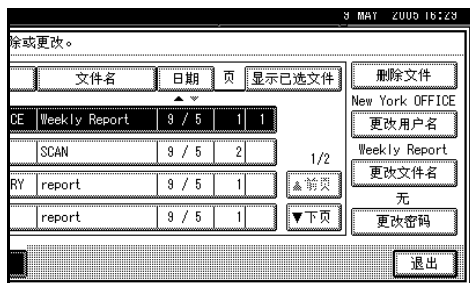 9 MAY 2005 16:29
除或更改。
文件名 日期 页 显示已选文件 删除文件
New York OFFICE
CE Weekly Report 9 / 5 1 1 更改用户名
SCAN 9 / 5 2 1/2 Weekly Report
更改文件名
RY report 9 / 5 1 ▲前页
无
report 9 / 5 1 ▼下页 更改密码
退出